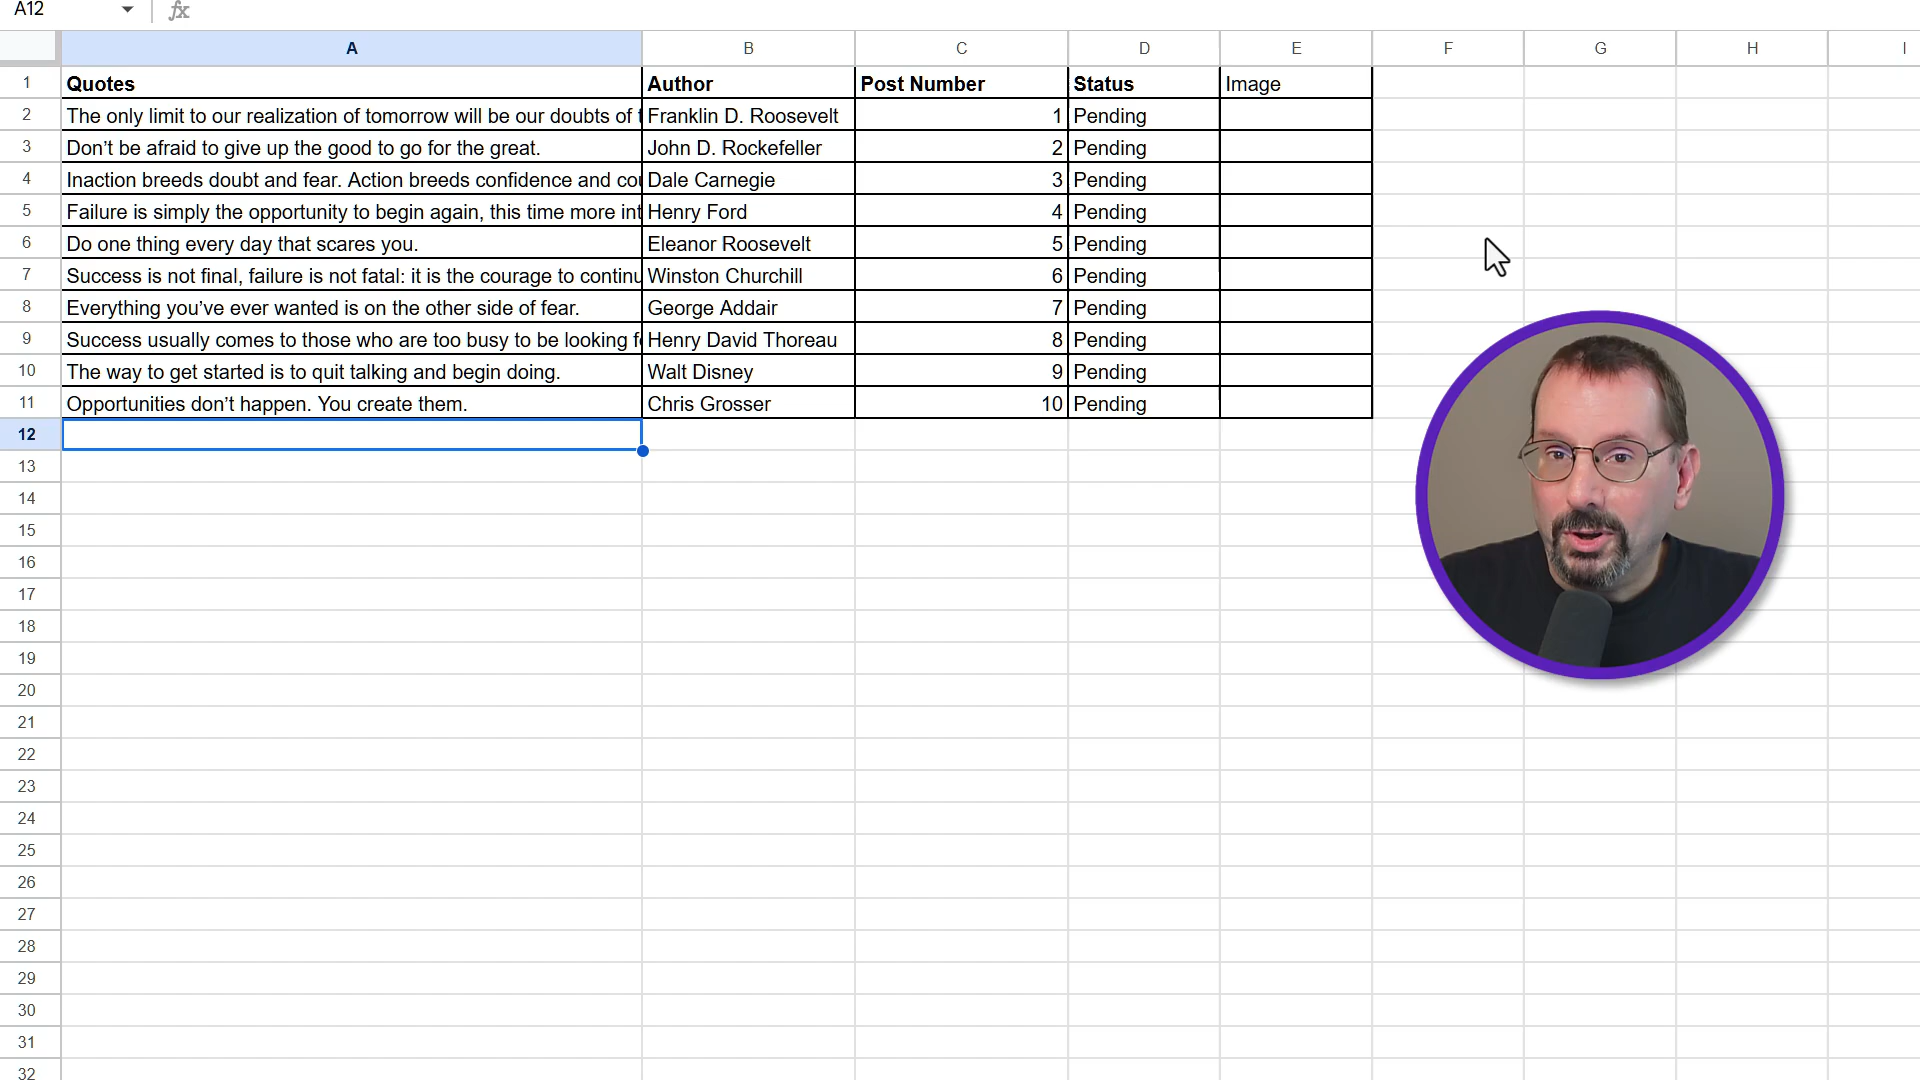 A12 fx
A B C D E F G H I
1 Quotes Author Post Number Status Image
2 The only limit to our realization of tomorrow will be our doubts of Franklin D. Roosevelt 1 Pending
3 Don’t be afraid to give up the good to go for the great. John D. Rockefeller 2 Pending
4 Inaction breeds doubt and fear. Action breeds confidence and Dale Carnegie 3 Pending
5 Failure is simply the opportunity to begin again, this time more Henry Ford 4 Pending
6 Do one thing every day that scares you. Eleanor Roosevelt 5 Pending
7 Success is not final, failure is not fatal: it is the courage to Winston Churchill 6 Pending
8 Everything you’ve ever wanted is on the other side of fear. George Addair 7 Pending
9 Success usually comes to those who are too busy to be looking Henry David Thoreau 8 Pending
10 The way to get started is to quit talking and begin doing. Walt Disney 9 Pending
11 Opportunities don’t happen. You create them. Chris Grosser 10 Pending
12
13
14
15
16
17
18
19
20
21
22
23
24
25
26
27
28
29
30
31
32